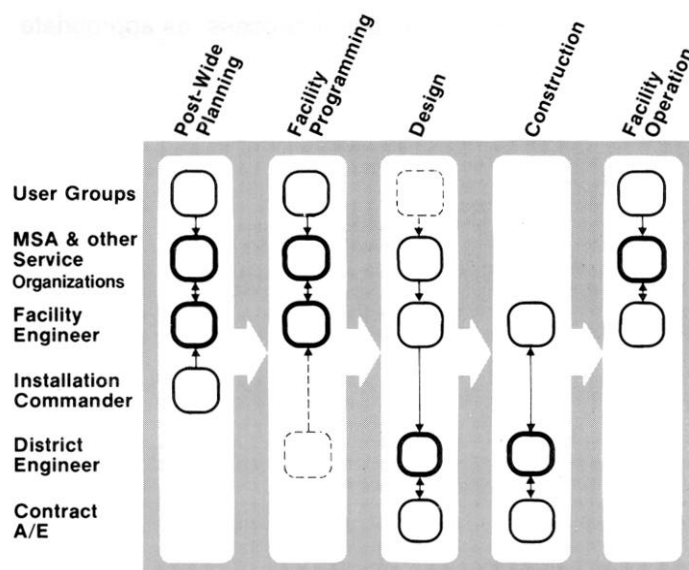 Post-Wide
Planning
Facility
Programming
Design
Construction
Facility
Operation
User Groups
MSA & other
Service
Organizations
Facility
Engineer
Installation
Commander
District
Engineer
Contract
A/E